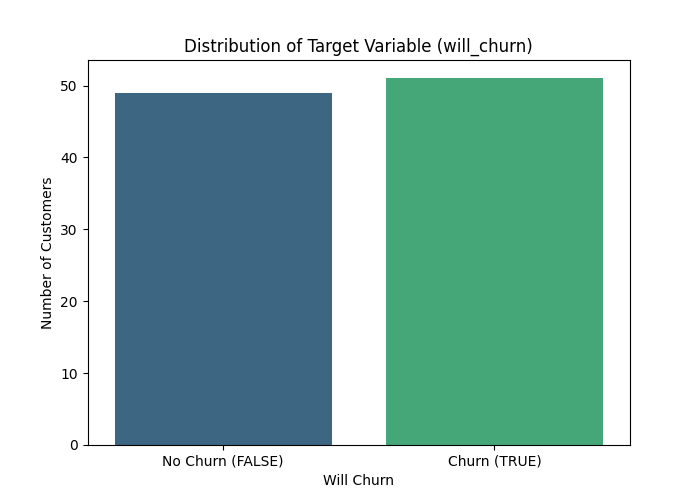 Distribution of Target Variable (will_churn)
Number of Customers
50
40
30
20
10
0
No Churn (FALSE)
Churn (TRUE)
Will Churn